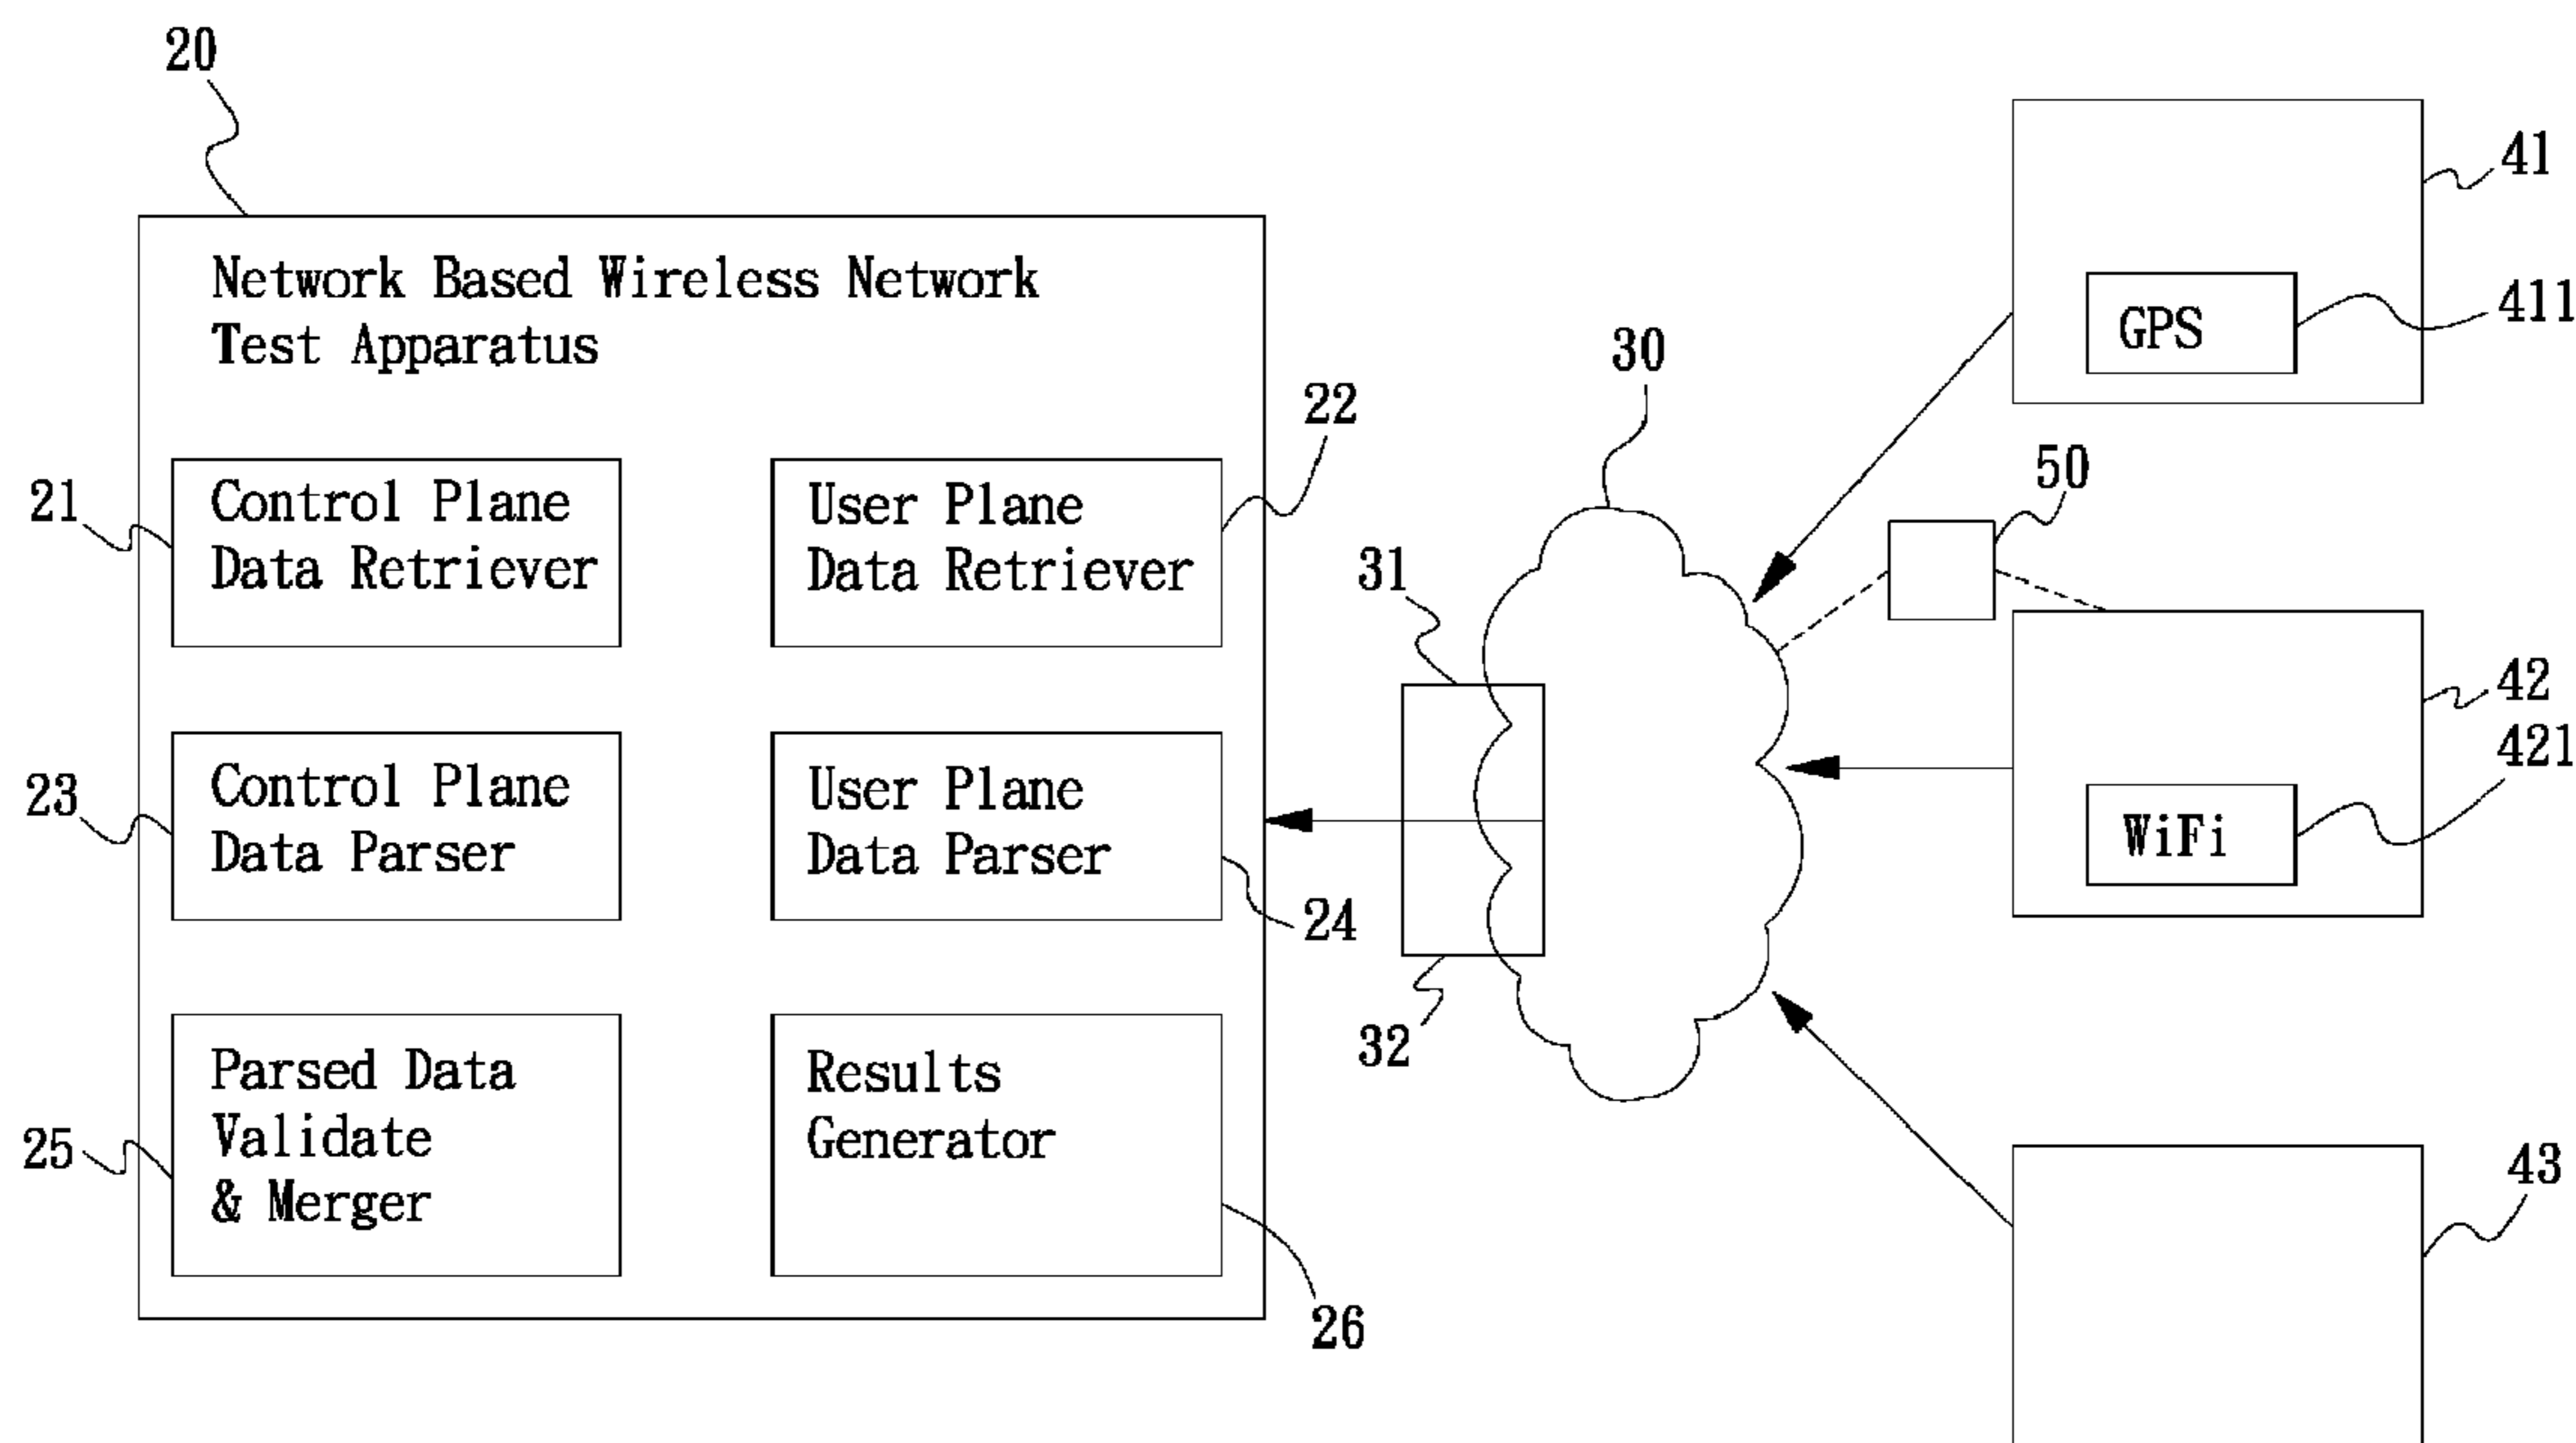 20
Network Based Wireless Network
Test Apparatus
21
Control Plane
Data Retriever
22
User Plane
Data Retriever
23
Control Plane
Data Parser
24
User Plane
Data Parser
25
Parsed Data
Validate
& Merger
26
Results
Generator
30
31
32
41
GPS
411
50
42
WiFi
421
43